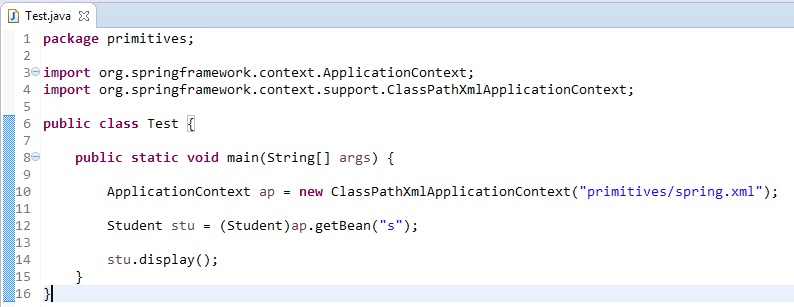 Test.java
1 package primitives;
2
3 import org.springframework.context.ApplicationContext;
4 import org.springframework.context.support.ClassPathXmlApplicationContext;
5
6 public class Test {
7
8 public static void main(String[] args) {
9
10 ApplicationContext ap = new ClassPathXmlApplicationContext("primitives/spring.xml");
11
12 Student stu = (Student)ap.getBean("s");
13
14 stu.display();
15 }
16 }